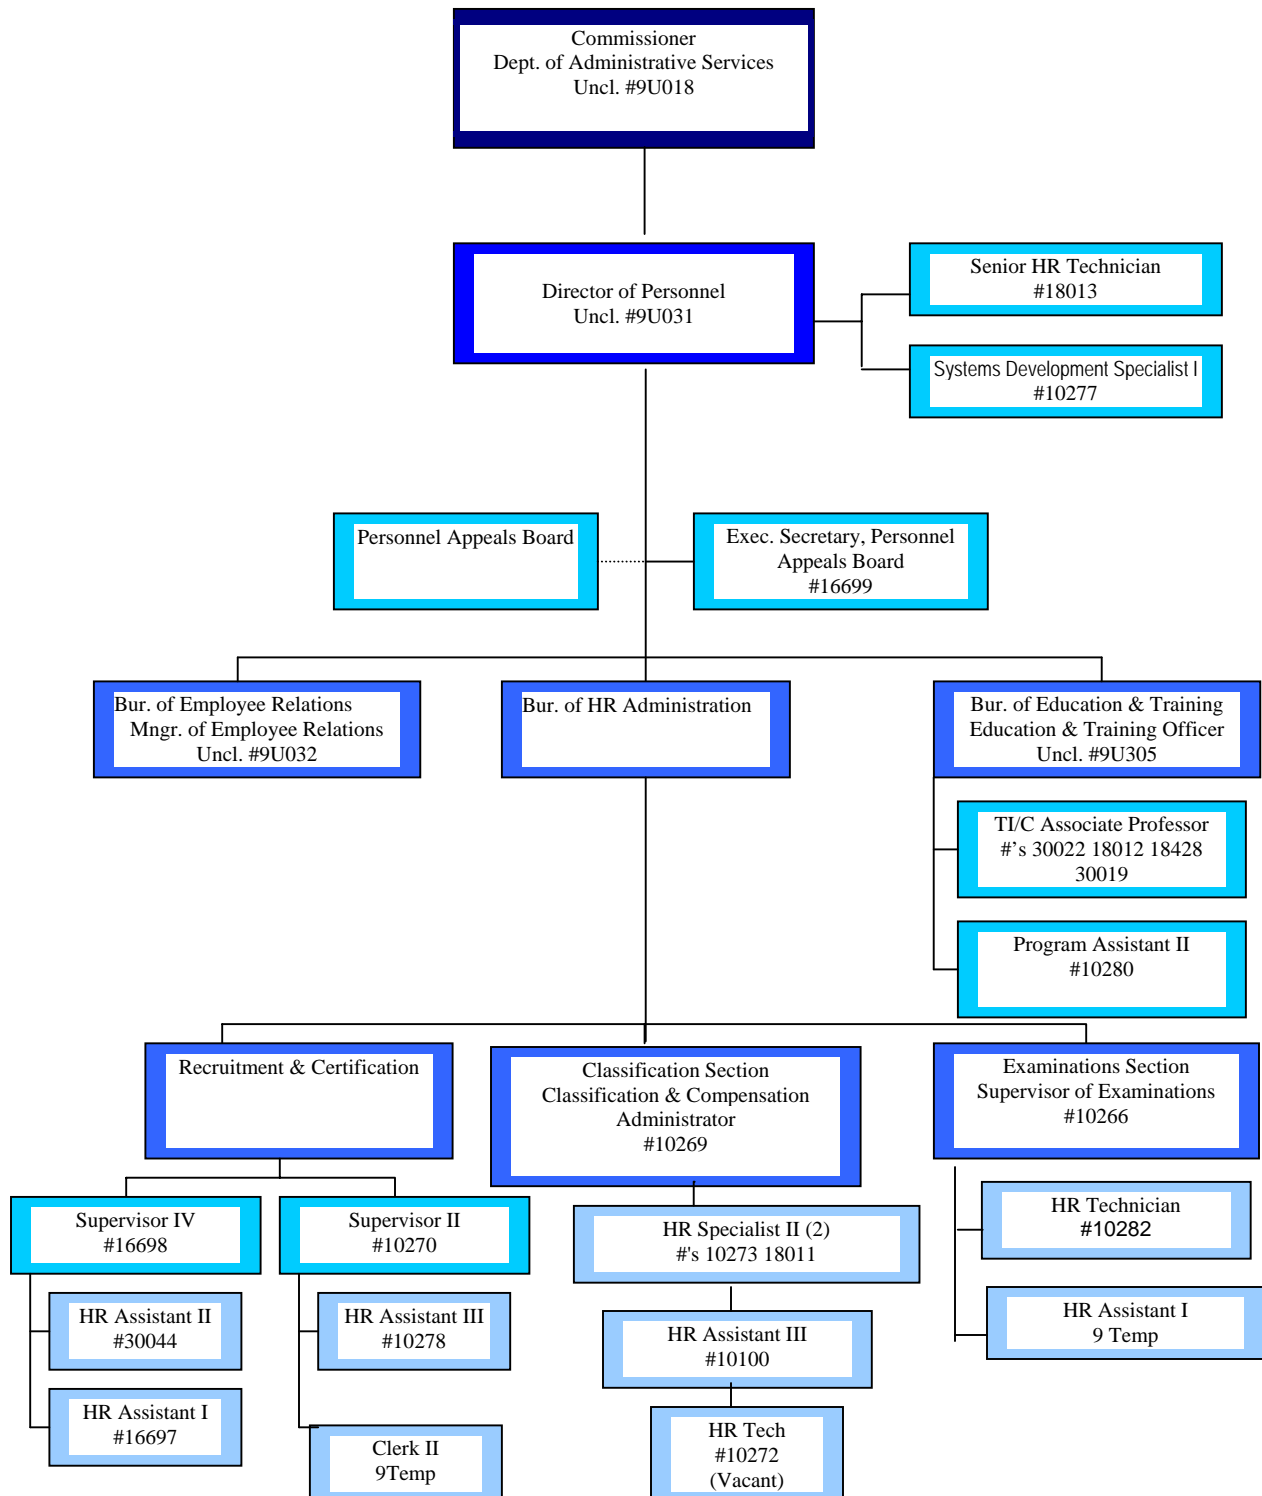 Commissioner
Dept. of Administrative Services
Uncl. #9U018
Director of Personnel
Uncl. #9U031
Senior HR Technician
#18013
Systems Development Specialist I
#10277
Personnel Appeals Board
Exec. Secretary, Personnel
Appeals Board
#16699
Bur. of Employee Relations
Mngr. of Employee Relations
Uncl. #9U032
Bur. of HR Administration
Bur. of Education & Training
Education & Training Officer
Uncl. #9U305
TI/C Associate Professor
#’s 30022 18012 18428
30019
Program Assistant II
#10280
Recruitment & Certification
Classification Section
Classification & Compensation
Administrator
#10269
Examinations Section
Supervisor of Examinations
#10266
Supervisor IV
#16698
Supervisor II
#10270
HR Specialist II (2)
#'s 10273 18011
HR Technician
#10282
HR Assistant II
#30044
HR Assistant III
#10278
HR Assistant III
#10100
HR Assistant I
9 Temp
HR Assistant I
#16697
Clerk II
9Temp
HR Tech
#10272
(Vacant)